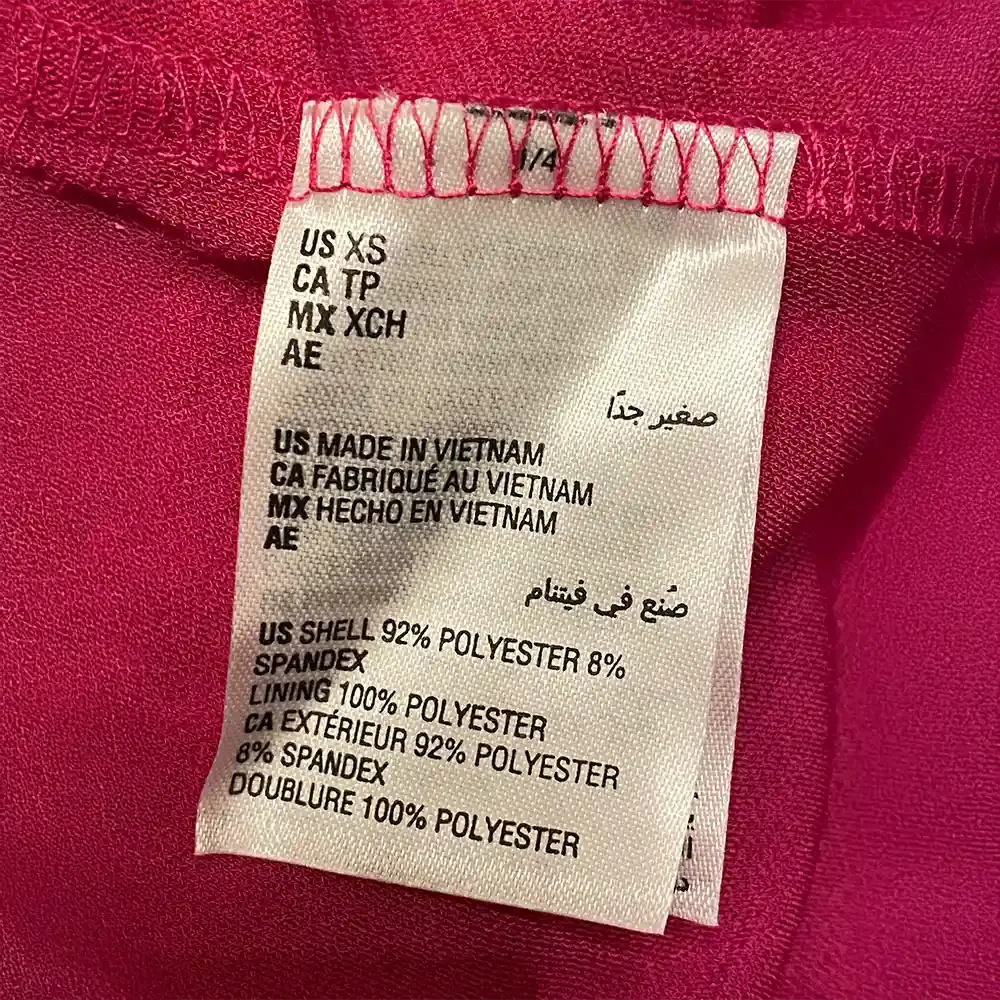 1/4
US XS
CA TP
MX XCH
AE
صغير جدًا
US MADE IN VIETNAM
CA FABRIQUÉ AU VIETNAM
MX HECHO EN VIETNAM
AE
صُنع في فيتنام
US SHELL 92% POLYESTER 8%
SPANDEX
LINING 100% POLYESTER
CA EXTÉRIEUR 92% POLYESTER
8% SPANDEX
DOUBLURE 100% POLYESTER